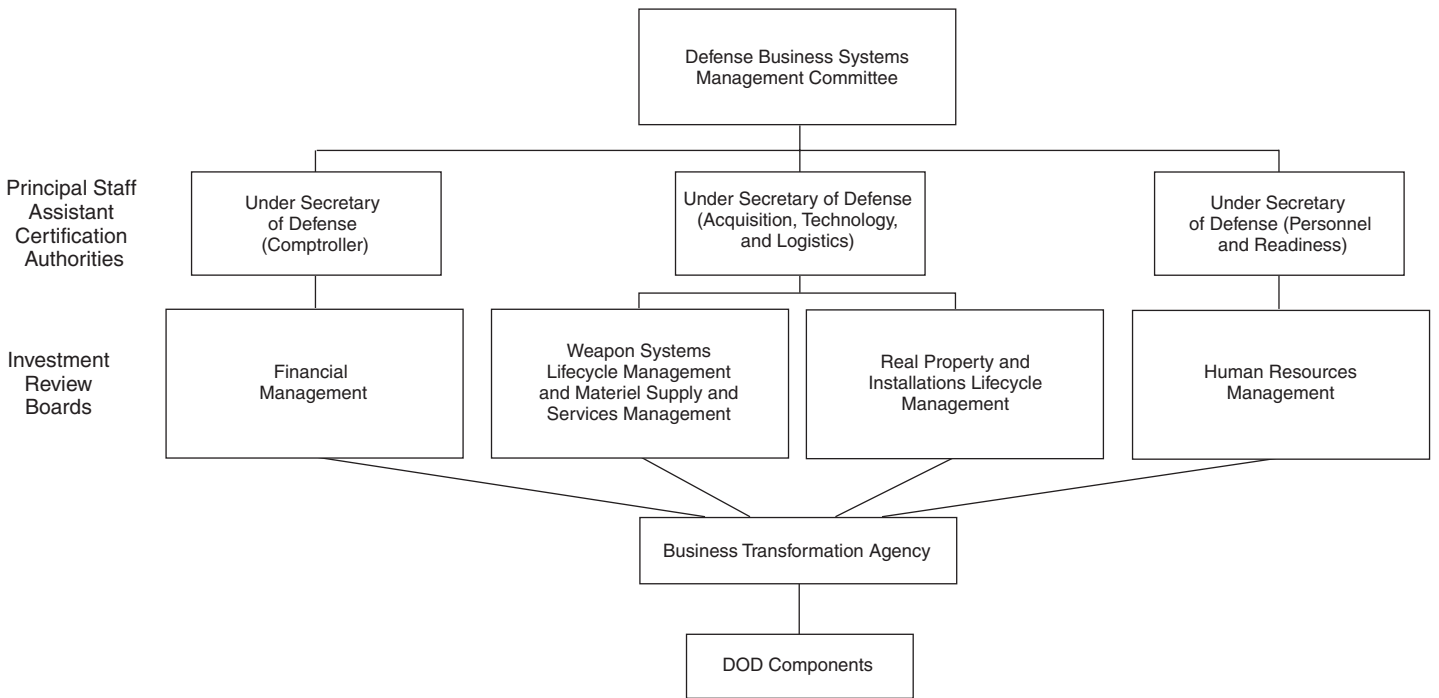 Defense Business Systems
Management Committee
Principal Staff
Assistant
Certification
Authorities
Under Secretary
of Defense
(Comptroller)
Under Secretary of Defense
(Acquisition, Technology,
and Logistics)
Under Secretary
of Defense (Personnel
and Readiness)
Investment
Review
Boards
Financial
Management
Weapon Systems
Lifecycle Management
and Materiel Supply and
Services Management
Real Property and
Installations Lifecycle
Management
Human Resources
Management
Business Transformation Agency
DOD Components